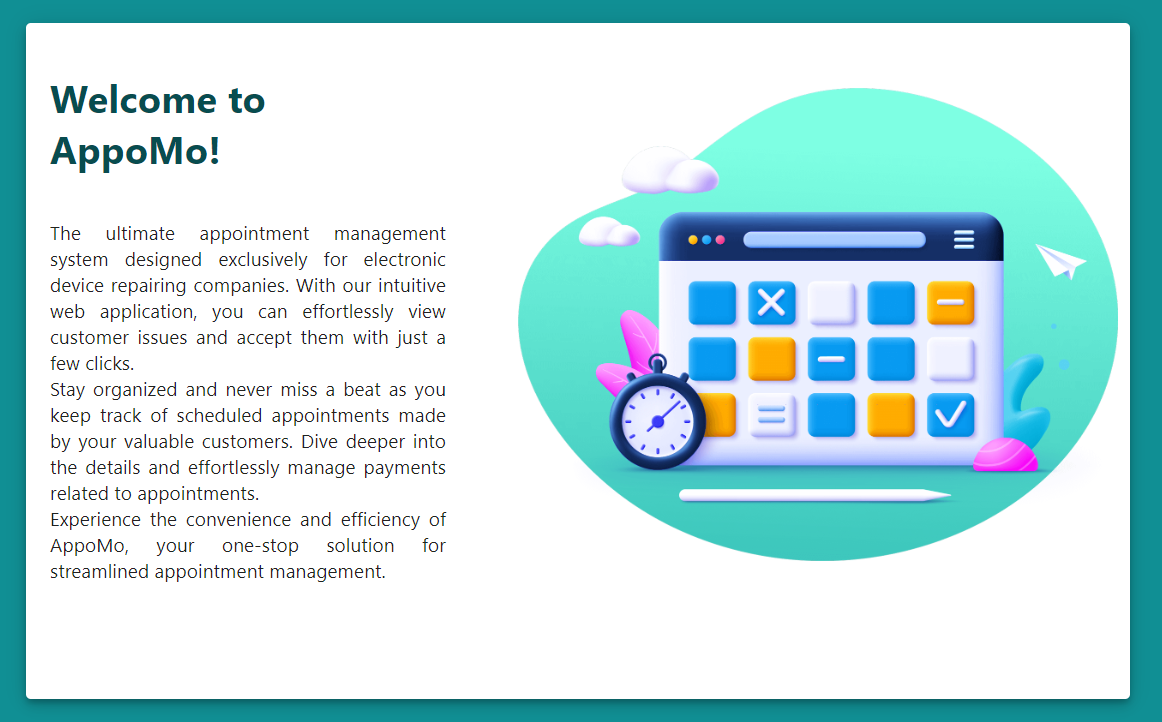 Welcome to
AppoMo!
The ultimate appointment management
system designed exclusively for electronic
device repairing companies. With our intuitive
web application, you can effortlessly view
customer issues and accept them with just a
few clicks.
Stay organized and never miss a beat as you
keep track of scheduled appointments made
by your valuable customers. Dive deeper into
the details and effortlessly manage payments
related to appointments.
Experience the convenience and efficiency of
AppoMo, your one-stop solution for
streamlined appointment management.